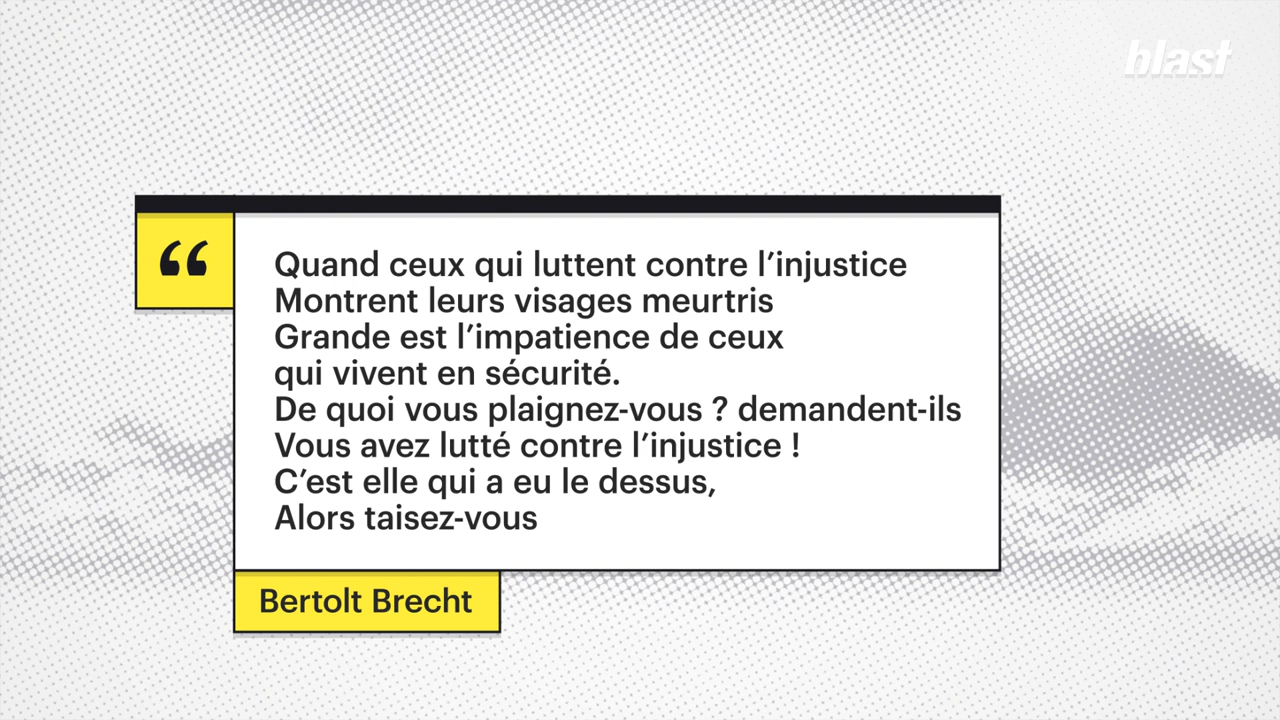 blast
“
Quand ceux qui luttent contre l’injustice
Montrent leurs visages meurtris
Grande est l’impatience de ceux
qui vivent en sécurité.
De quoi vous plaignez-vous ? demandent-ils
Vous avez lutté contre l’injustice !
C’est elle qui a eu le dessus,
Alors taisez-vous
Bertolt Brecht